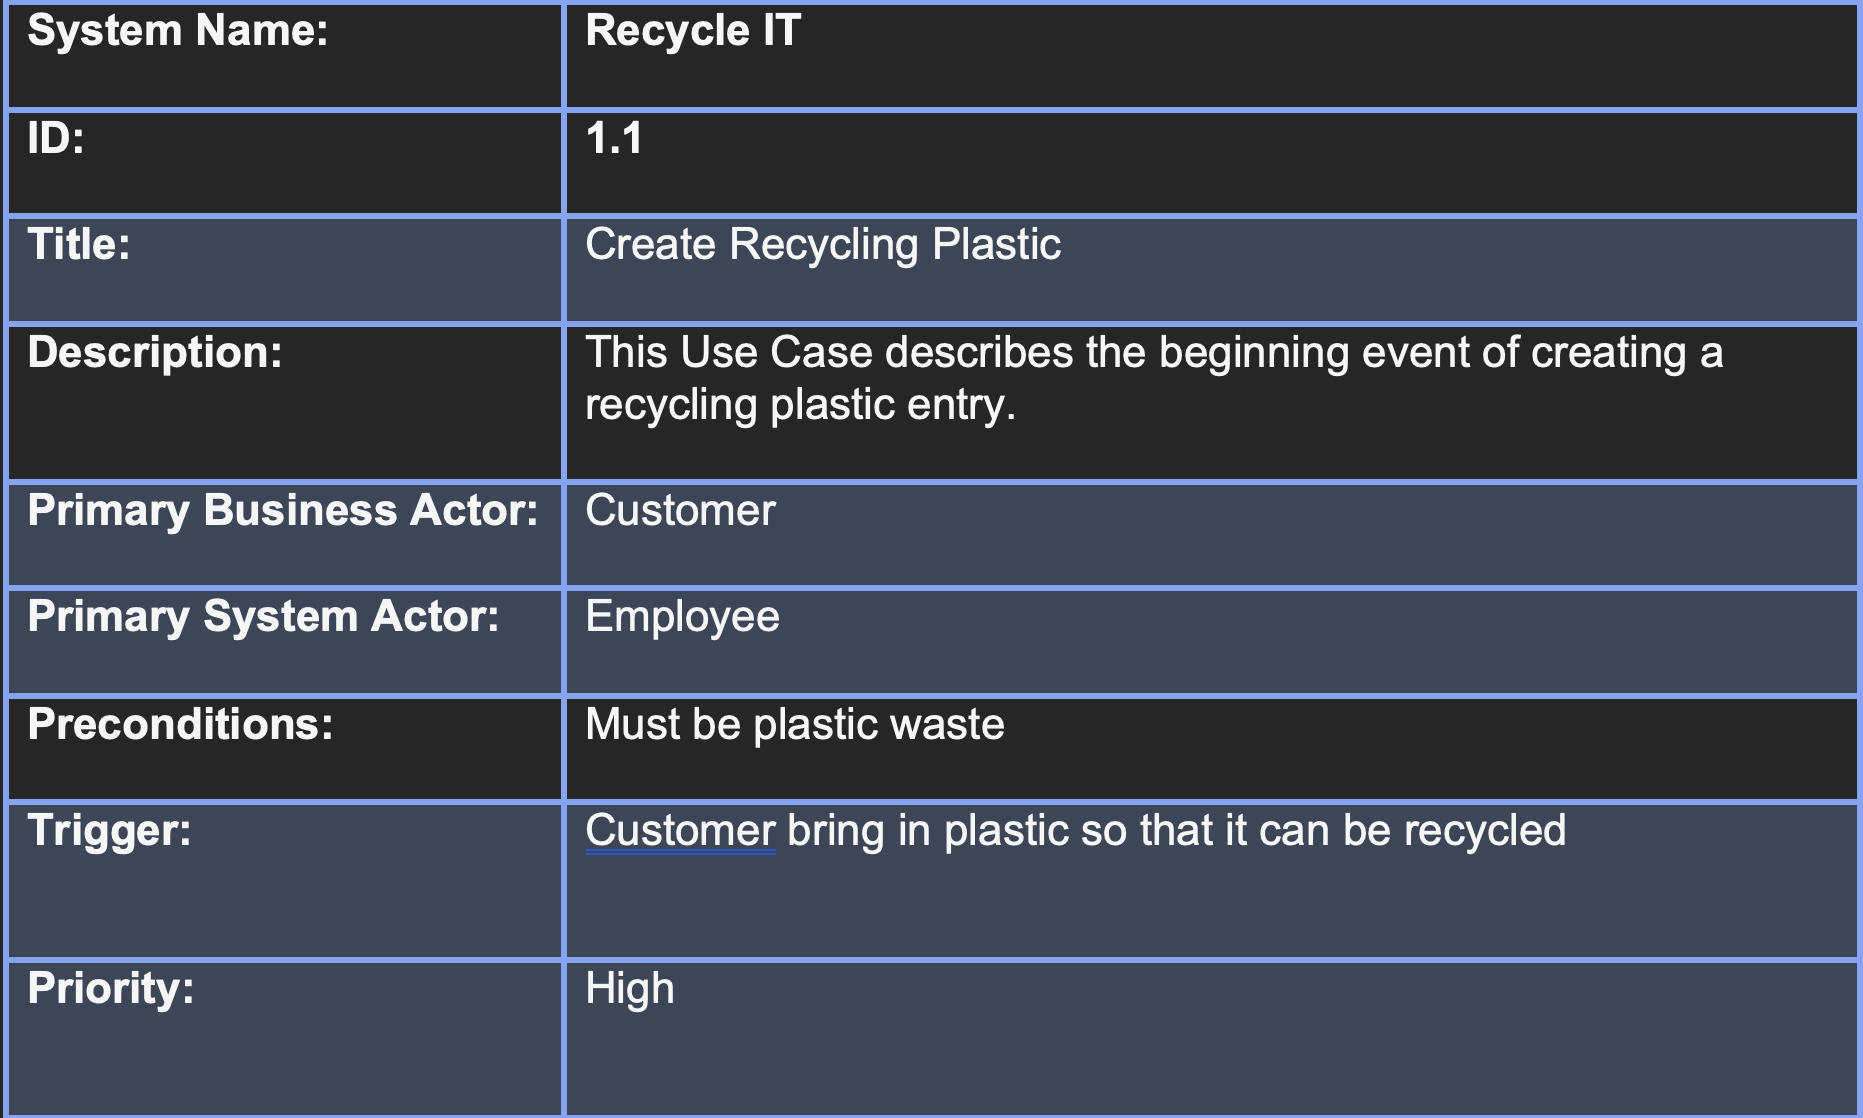 System Name: Recycle IT
ID: 1.1
Title: Create Recycling Plastic
Description: This Use Case describes the beginning event of creating a
recycling plastic entry.
Primary Business Actor: Customer
Primary System Actor: Employee
Preconditions: Must be plastic waste
Trigger: Customer bring in plastic so that it can be recycled
Priority: High